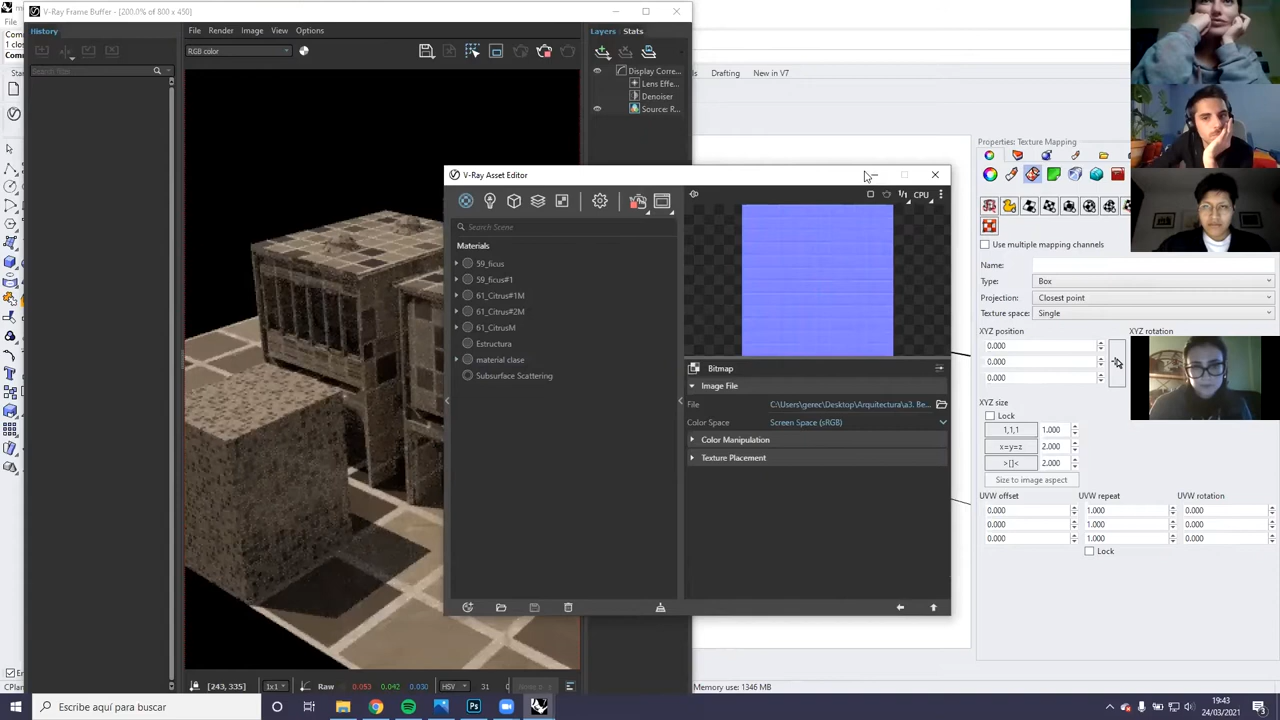 V-Ray Frame Buffer - [200.0% of 800 x 450]
History
File Render Image View Options
Layers Stats
RGB color
Display Corre...
Lens Effe...
Denoiser
Source: R...
Drafting New in V7
V-Ray Asset Editor
1/1 CPU
Search Scene
Materials
59_ficus
59_ficus#1
61_Citrus#1M
61_Citrus#2M
61_CitrusM
Estructura
material clase
Subsurface Scattering
Bitmap
Image File
File C:\Users\gerec\Desktop\Arquitectura\a3. Be...
Color Space Screen Space (sRGB)
Color Manipulation
Texture Placement
Properties: Texture Mapping
Use multiple mapping channels
Name:
Type: Box
Projection: Closest point
Texture space: Single
XYZ position XYZ rotation
0.000
0.000
0.000
XYZ size
Lock
1,1,1 1.000
x=y=z 2.000
>[]< 2.000
Size to image aspect
UVW offset UVW repeat UVW rotation
0.000 1.000 0.000
0.000 1.000 0.000
0.000 1.000 0.000
Lock
[243, 335] 1x1 Raw 0.053 0.042 0.030 HSV 31
Memory use: 1346 MB
CPlan
Escribe aquí para buscar
19:43
24/03/2021